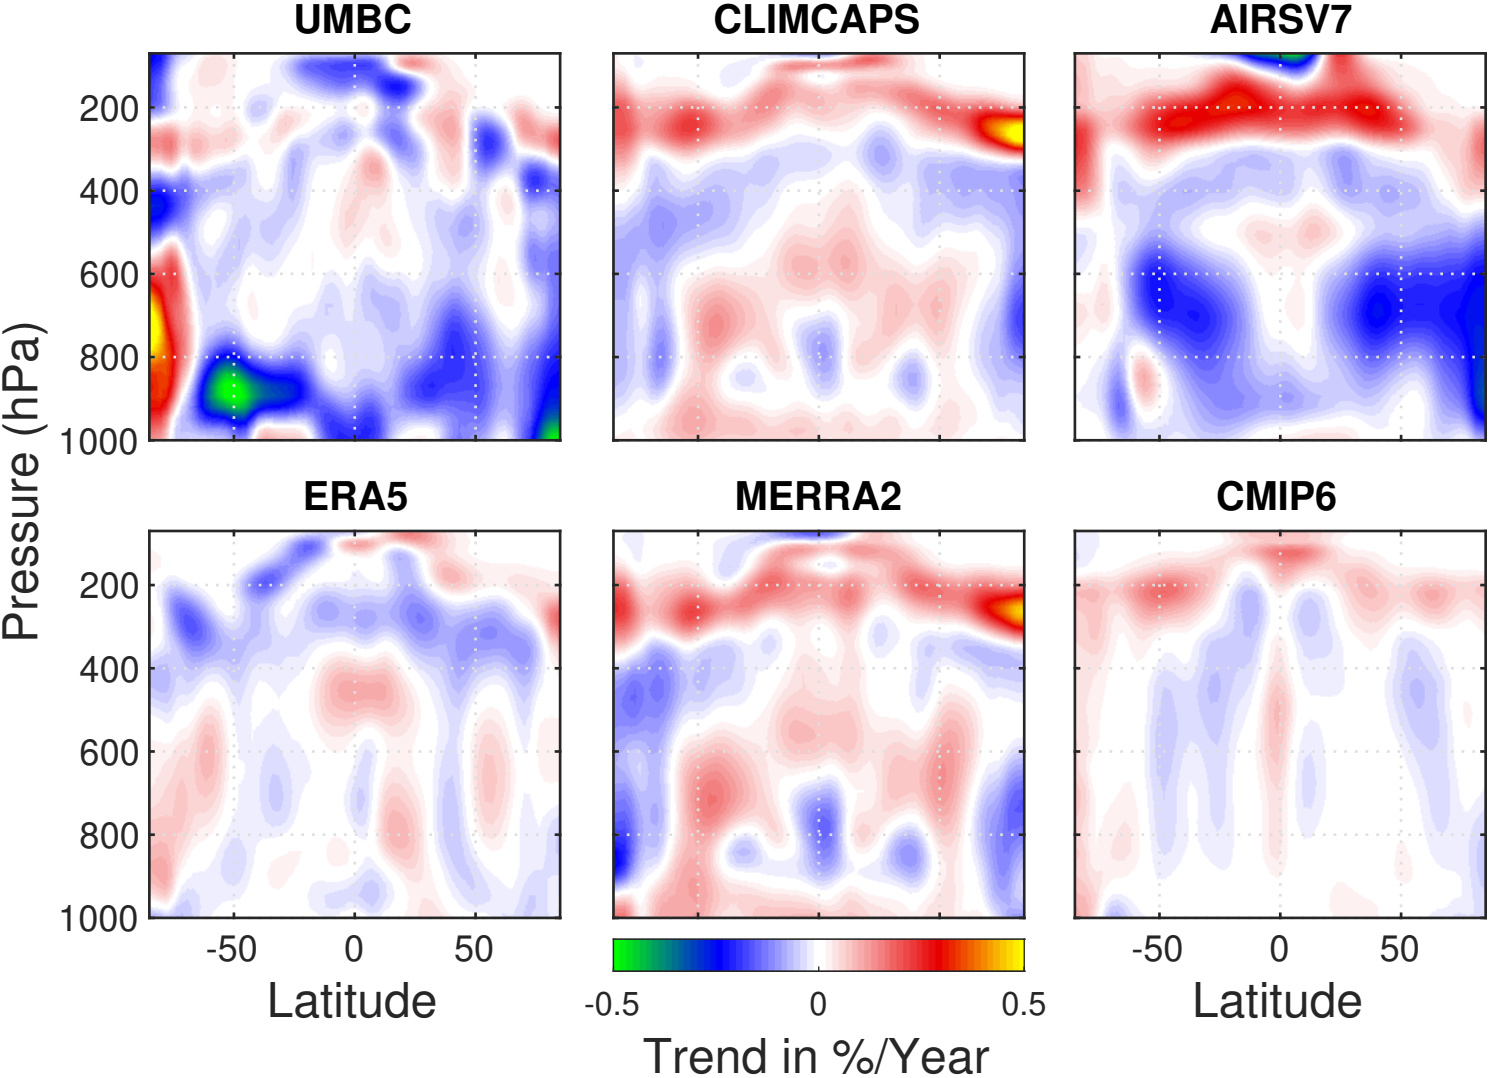 UMBC
CLIMCAPS
AIRSV7
200
400
600
800
1000
Pressure (hPa)
ERA5
MERRA2
CMIP6
200
400
600
800
1000
-50 0 50
Latitude
-0.5 0 0.5
Trend in %/Year
-50 0 50
Latitude